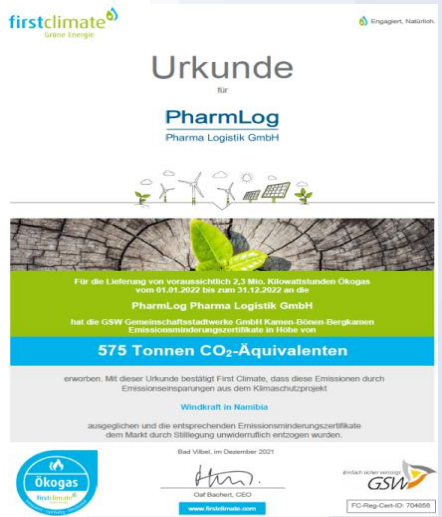 firstclimate
Grüne Energie
Engagiert. Natürlich.
Urkunde
für
PharmLog
Pharma Logistik GmbH
Für die Lieferung von voraussichtlich 2,3 Mio. Kilowattstunden Ökogas
vom 01.01.2022 bis zum 31.12.2022 an die
PharmLog Pharma Logistik GmbH
hat die GSW Gemeinschaftsstadtwerke GmbH Kamen-Bönen-Bergkamen
Emissionsminderungszertifikate in Höhe von
575 Tonnen CO₂-Äquivalenten
erworben. Mit dieser Urkunde bestätigt First Climate, dass diese Emissionen durch
Emissionseinsparungen aus dem Klimaschutzprojekt
Windkraft in Namibia
ausgeglichen und die entsprechenden Emissionsminderungszertifikate
dem Markt durch Stilllegung unwiderruflich entzogen wurden.
Bad Vilbel, im Dezember 2021
Olaf Bachert, CEO
www.firstclimate.com
Ökogas
firstclimate
einfach sicher versorgt
GSW
FC-Reg-Cert-ID: 704856